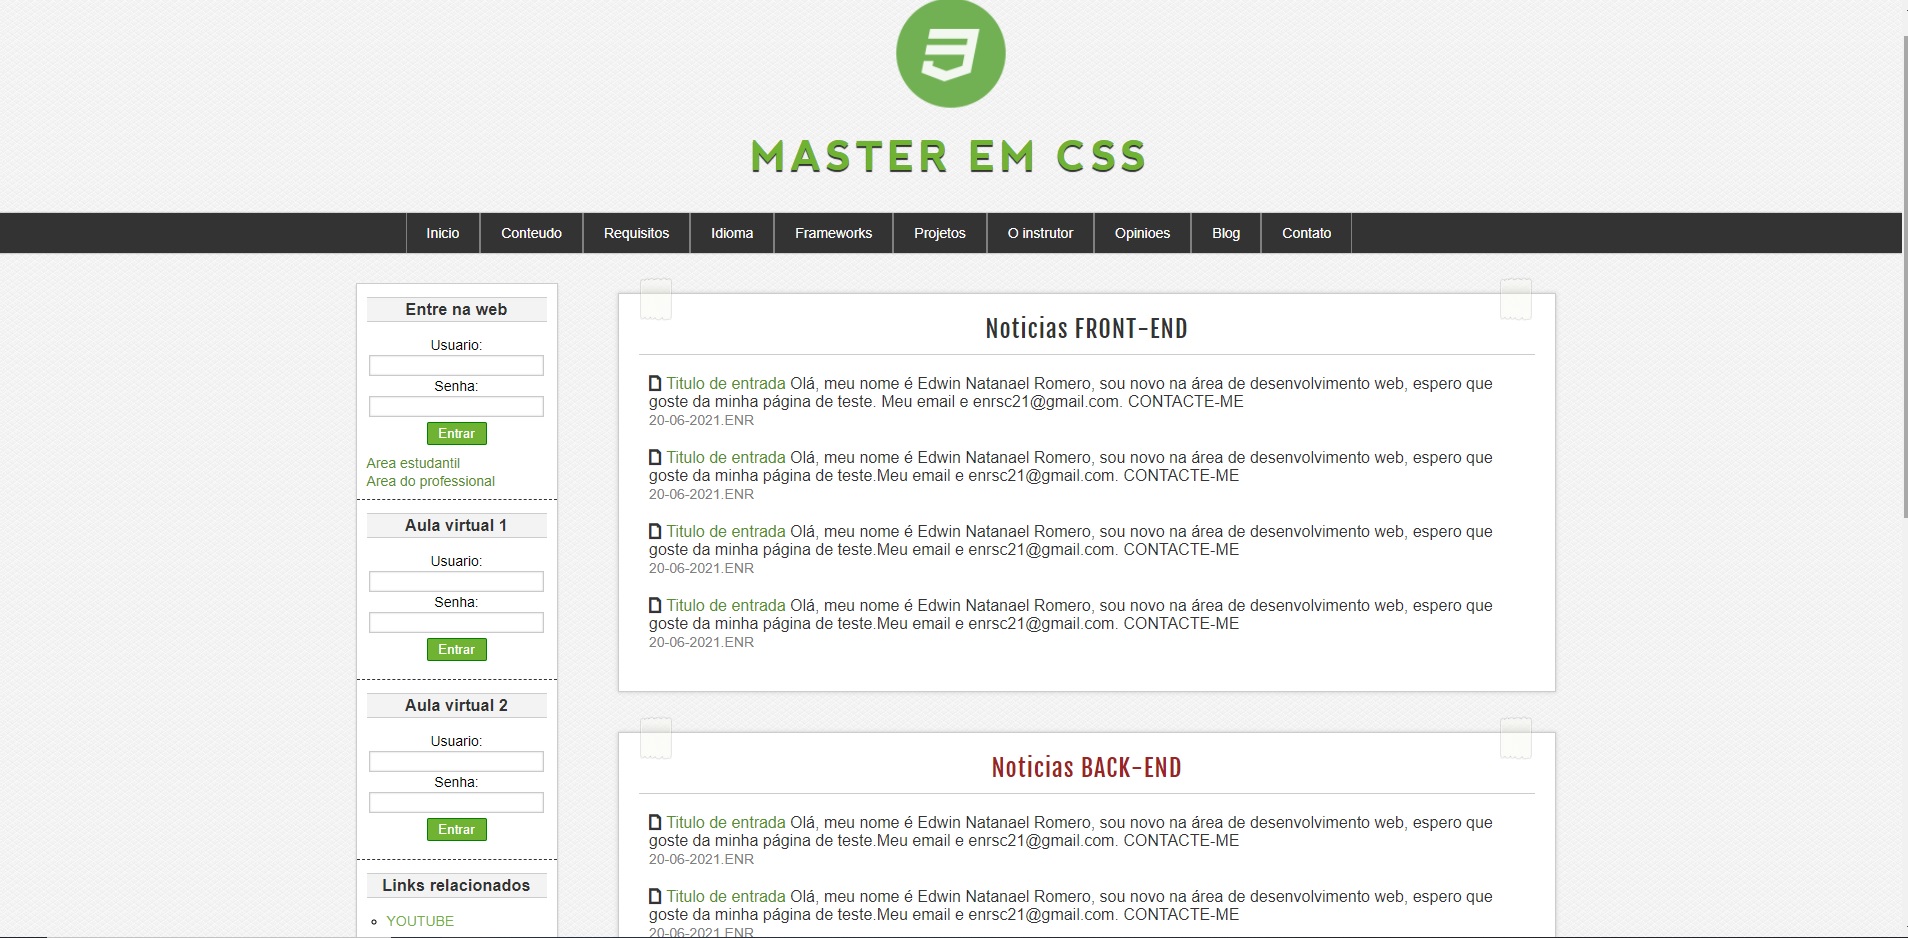 MASTER EM CSS
Inicio
Conteudo
Requisitos
Idioma
Frameworks
Projetos
O instrutor
Opinioes
Blog
Contato
Entre na web
Usuario:
Senha:
Entrar
Area estudantil
Area do professional
Aula virtual 1
Usuario:
Senha:
Entrar
Aula virtual 2
Usuario:
Senha:
Entrar
Links relacionados
YOUTUBE
Noticias FRONT-END
Titulo de entrada Olá, meu nome é Edwin Natanael Romero, sou novo na área de desenvolvimento web, espero que
goste da minha página de teste. Meu email e enrsc21@gmail.com. CONTACTE-ME
20-06-2021.ENR
Titulo de entrada Olá, meu nome é Edwin Natanael Romero, sou novo na área de desenvolvimento web, espero que
goste da minha página de teste.Meu email e enrsc21@gmail.com. CONTACTE-ME
20-06-2021.ENR
Titulo de entrada Olá, meu nome é Edwin Natanael Romero, sou novo na área de desenvolvimento web, espero que
goste da minha página de teste.Meu email e enrsc21@gmail.com. CONTACTE-ME
20-06-2021.ENR
Titulo de entrada Olá, meu nome é Edwin Natanael Romero, sou novo na área de desenvolvimento web, espero que
goste da minha página de teste.Meu email e enrsc21@gmail.com. CONTACTE-ME
20-06-2021.ENR
Noticias BACK-END
Titulo de entrada Olá, meu nome é Edwin Natanael Romero, sou novo na área de desenvolvimento web, espero que
goste da minha página de teste.Meu email e enrsc21@gmail.com. CONTACTE-ME
20-06-2021.ENR
Titulo de entrada Olá, meu nome é Edwin Natanael Romero, sou novo na área de desenvolvimento web, espero que
goste da minha página de teste.Meu email e enrsc21@gmail.com. CONTACTE-ME
20-06-2021.ENR